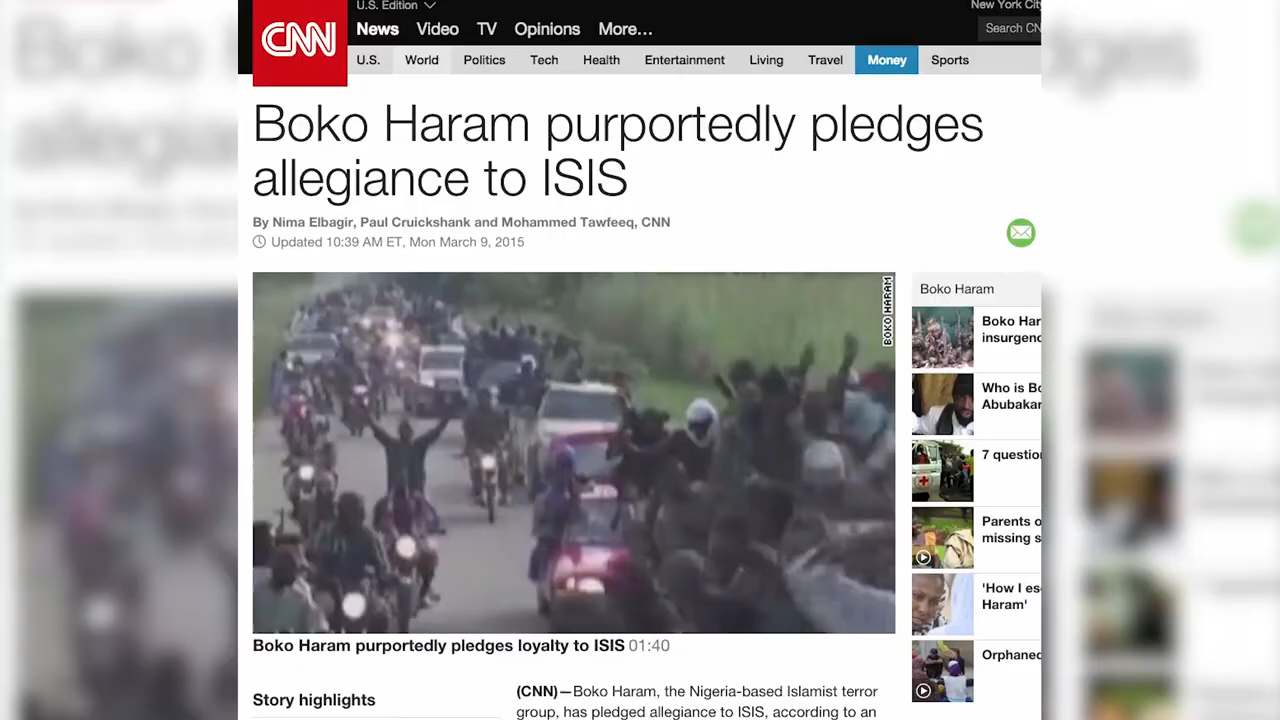 U.S. Edition
New York City
CNN
News Video TV Opinions More...
Search CN
U.S. World Politics Tech Health Entertainment Living Travel Money Sports
Boko Haram purportedly pledges
allegiance to ISIS
By Nima Elbagir, Paul Cruickshank and Mohammed Tawfeeq, CNN
Updated 10:39 AM ET, Mon March 9, 2015
BOKO HARAM
Boko Haram purportedly pledges loyalty to ISIS 01:40
Story highlights
(CNN)—Boko Haram, the Nigeria-based Islamist terror
group, has pledged allegiance to ISIS, according to an
Boko Haram
Boko Har
insurgenc
Who is Bo
Abubakar
7 question
Parents o
missing s
'How I es
Haram'
Orphaned